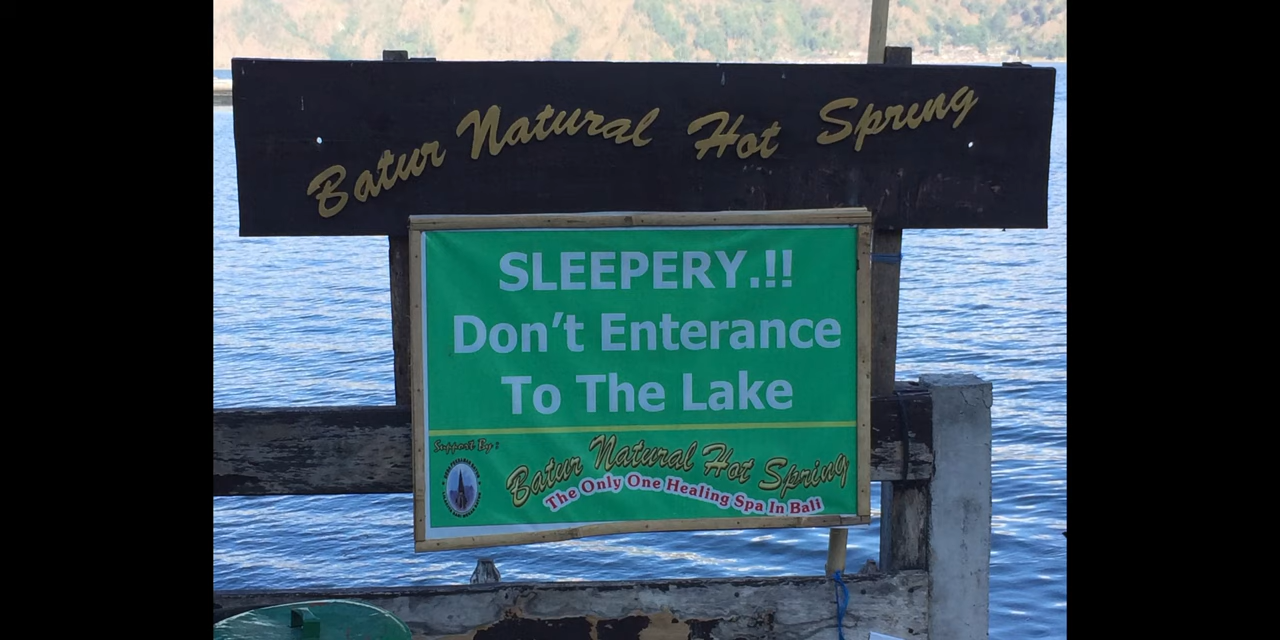 Batur Natural Hot Spring
SLEEPERY.!!
Don't Enterance
To The Lake
Support By :
Batur Natural Hot Spring
The Only One Healing Spa In Bali